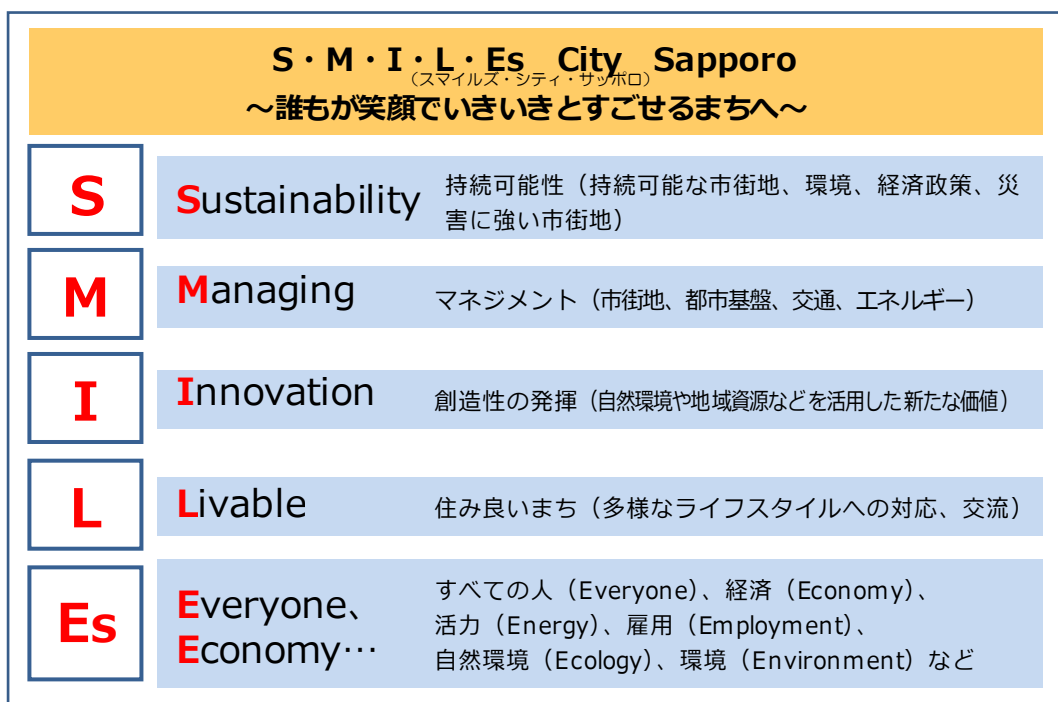 S・M・I・L・Es City Sapporo
（スマイルズ・シティ・サッポロ）
～誰もが笑顔でいきいきとすごせるまちへ～
S
Sustainability
持続可能性（持続可能な市街地、環境、経済政策、災
害に強い市街地）
M
Managing
マネジメント（市街地、都市基盤、交通、エネルギー）
I
Innovation
創造性の発揮（自然環境や地域資源などを活用した新たな価値）
L
Livable
住み良いまち（多様なライフスタイルへの対応、交流）
Es
Everyone、
Economy…
すべての人（Everyone）、経済（Economy）、
活力（Energy）、雇用（Employment）、
自然環境（Ecology）、環境（Environment）など